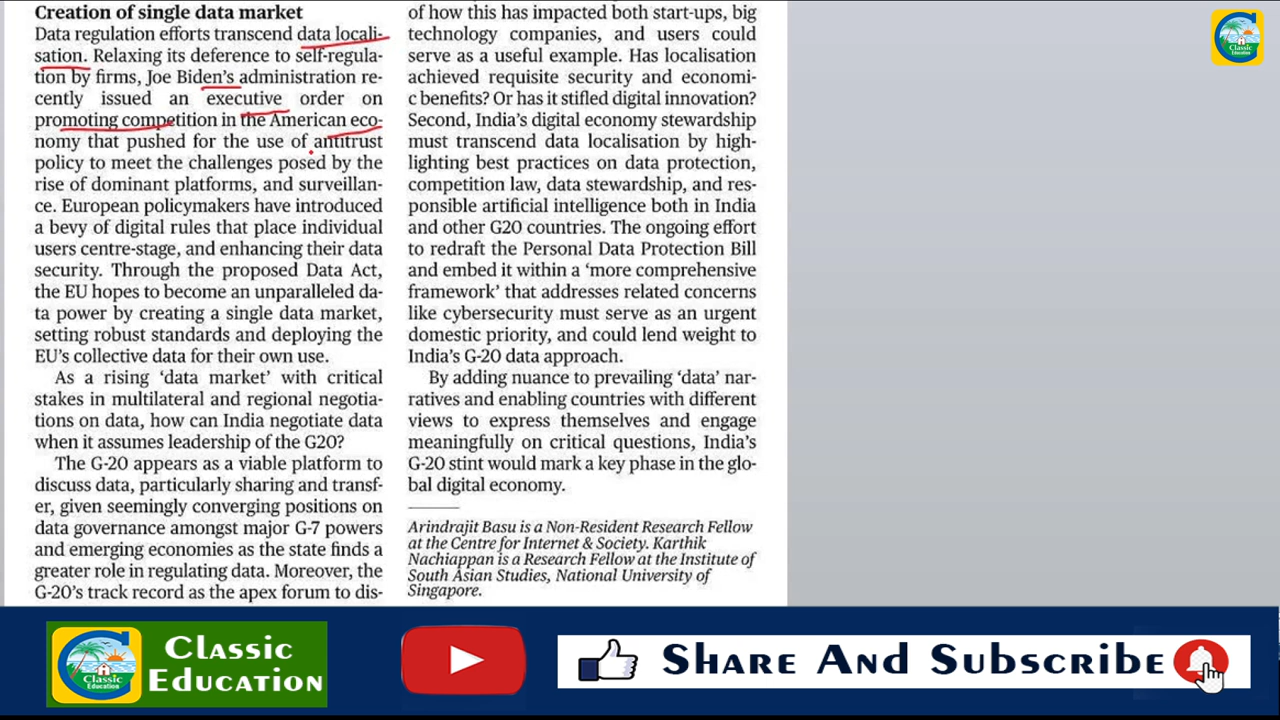 Creation of single data market
Data regulation efforts transcend data locali-
sation. Relaxing its deference to self-regula-
tion by firms, Joe Biden's administration re-
cently issued an executive order on
promoting competition in the American eco-
nomy that pushed for the use of antitrust
policy to meet the challenges posed by the
rise of dominant platforms, and surveillan-
ce. European policymakers have introduced
a bevy of digital rules that place individual
users centre-stage, and enhancing their data
security. Through the proposed Data Act,
the EU hopes to become an unparalleled da-
ta power by creating a single data market,
setting robust standards and deploying the
EU's collective data for their own use.
As a rising 'data market' with critical
stakes in multilateral and regional negotia-
tions on data, how can India negotiate data
when it assumes leadership of the G20?
The G-20 appears as a viable platform to
discuss data, particularly sharing and transf-
er, given seemingly converging positions on
data governance amongst major G-7 powers
and emerging economies as the state finds a
greater role in regulating data. Moreover, the
G-20's track record as the apex forum to dis-
of how this has impacted both start-ups, big
technology companies, and users could
serve as a useful example. Has localisation
achieved requisite security and economi-
c benefits? Or has it stifled digital innovation?
Second, India's digital economy stewardship
must transcend data localisation by high-
lighting best practices on data protection,
competition law, data stewardship, and res-
ponsible artificial intelligence both in India
and other G20 countries. The ongoing effort
to redraft the Personal Data Protection Bill
and embed it within a 'more comprehensive
framework' that addresses related concerns
like cybersecurity must serve as an urgent
domestic priority, and could lend weight to
India's G-20 data approach.
By adding nuance to prevailing 'data' nar-
ratives and enabling countries with different
views to express themselves and engage
meaningfully on critical questions, India's
G-20 stint would mark a key phase in the glo-
bal digital economy.
Arindrajit Basu is a Non-Resident Research Fellow
at the Centre for Internet & Society. Karthik
Nachiappan is a Research Fellow at the Institute of
South Asian Studies, National University of
Singapore.
Classic
Education
Classic
Education
Classic
Education
Share And Subscribe